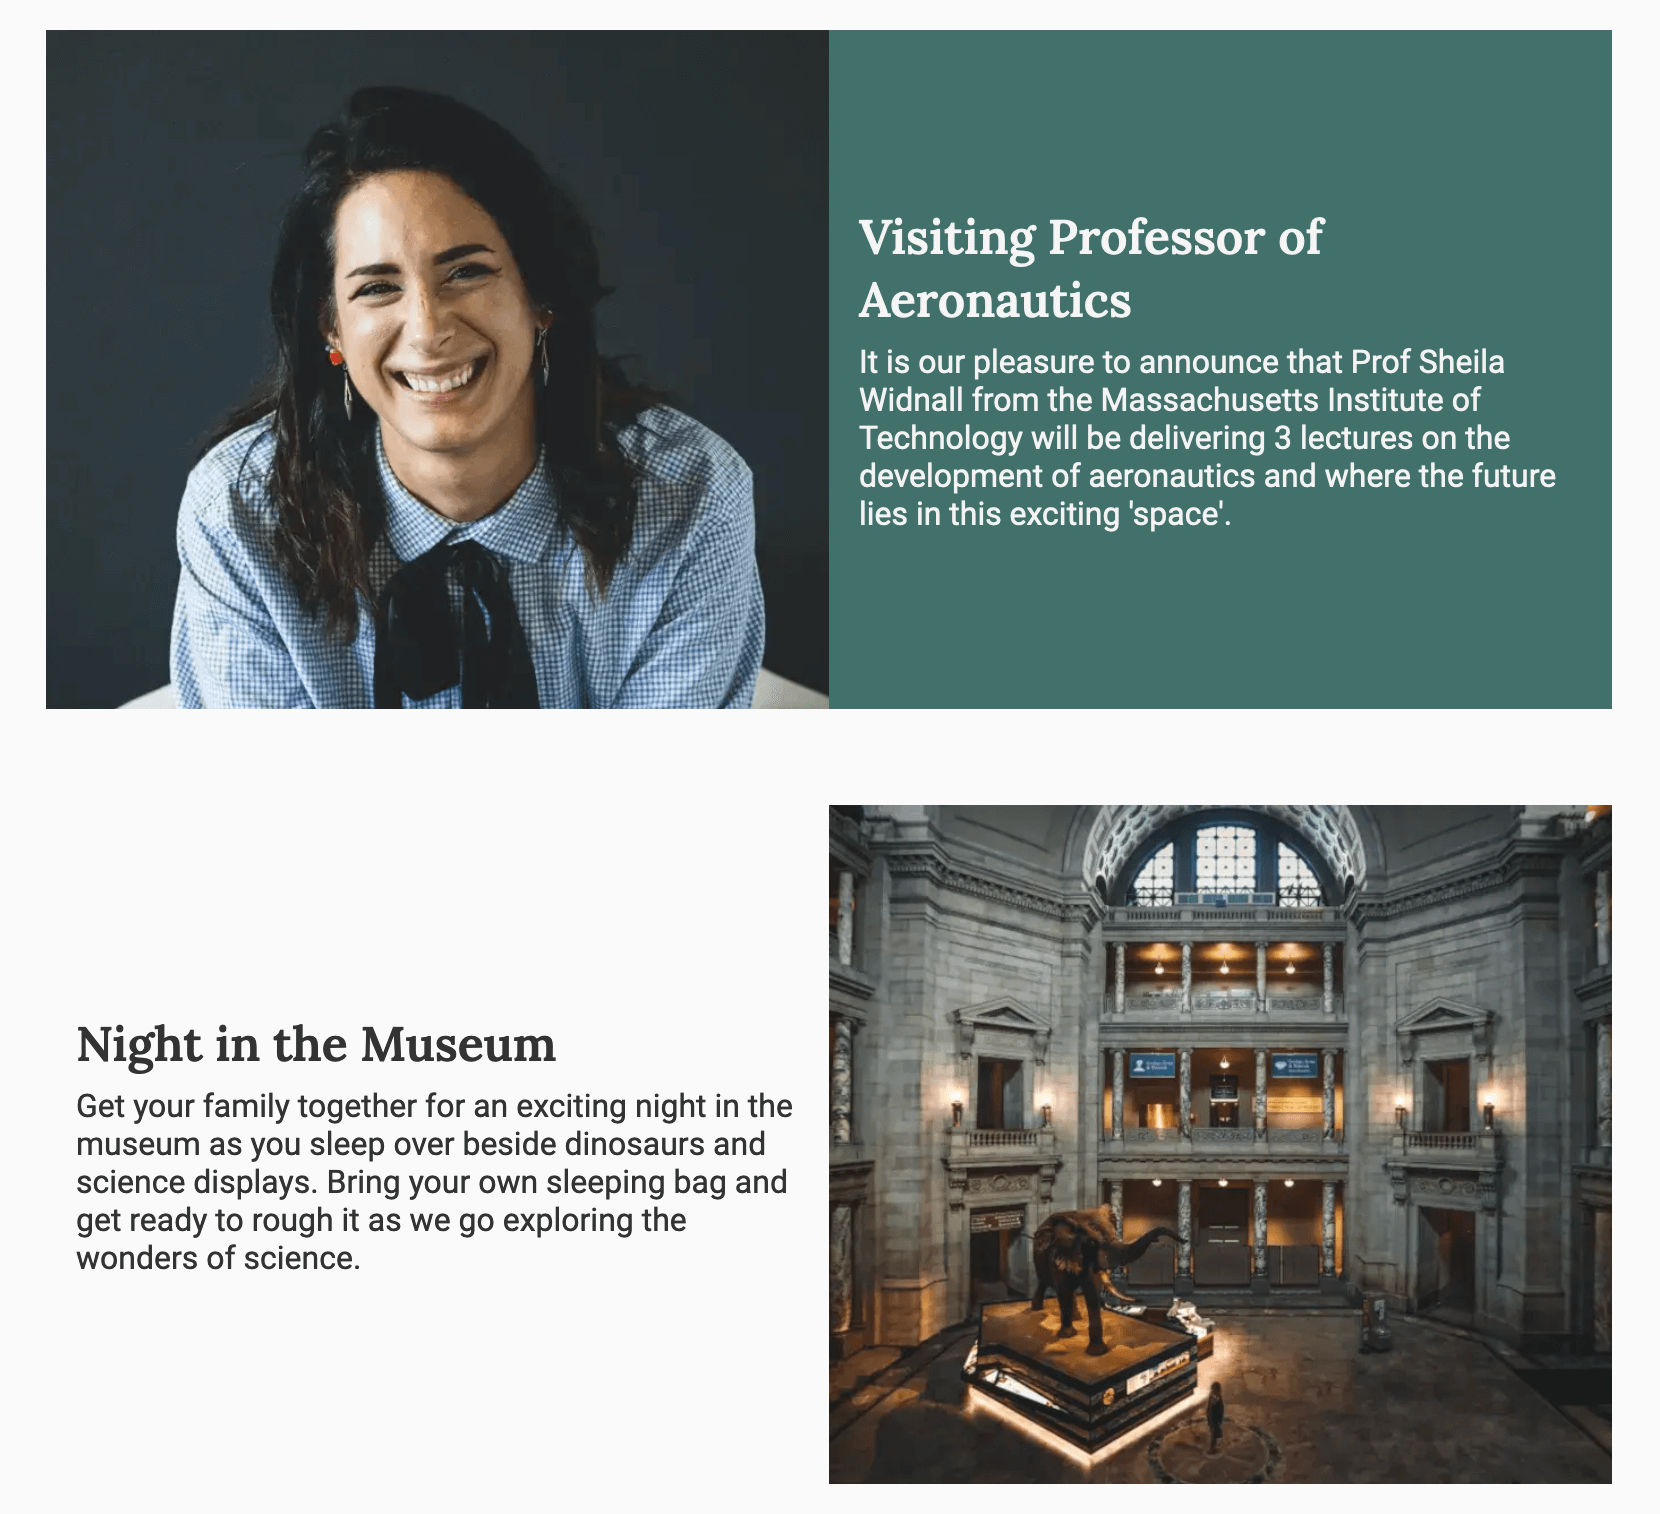 Visiting Professor of
Aeronautics
It is our pleasure to announce that Prof Sheila
Widnall from the Massachusetts Institute of
Technology will be delivering 3 lectures on the
development of aeronautics and where the future
lies in this exciting 'space'.
Night in the Museum
Get your family together for an exciting night in the
museum as you sleep over beside dinosaurs and
science displays. Bring your own sleeping bag and
get ready to rough it as we go exploring the
wonders of science.